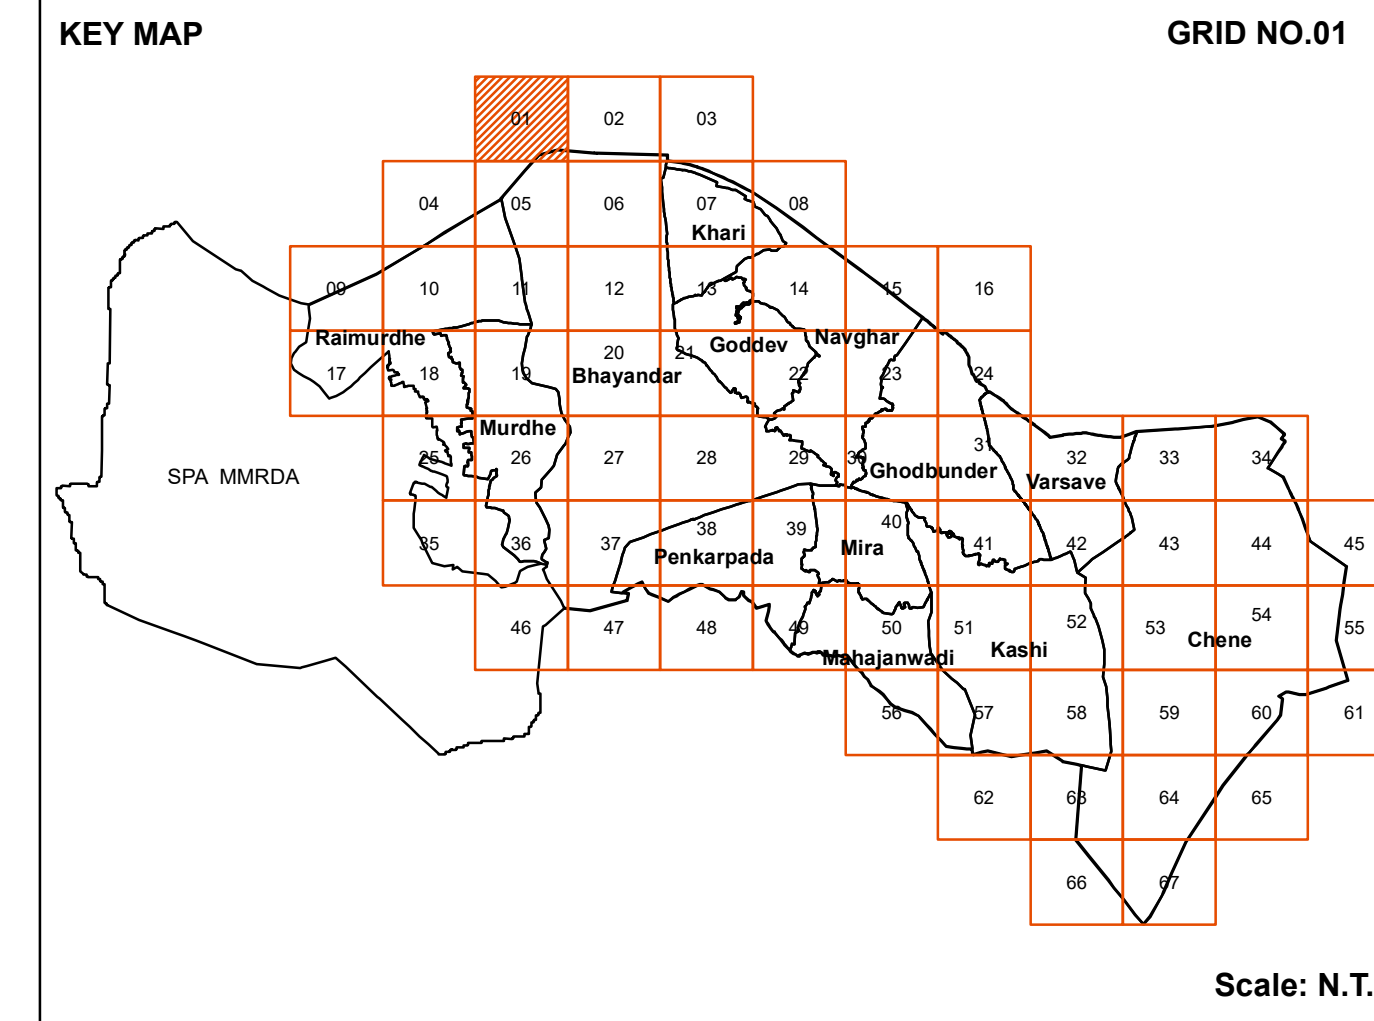 KEY MAP
GRID NO.01
01 02 03
04 05 06 07 08
Khari
09 10 11 12 13 14 15 16
Raimurdhe Goddev Navghar
17 18 19 20 21 22 23 24
Bhayandar
Murdhe
25 26 27 28 29 30 31 32 33 34
SPA MMRDA
Ghodbunder
Varsave
35 36 37 38 39 40 41 42 43 44 45
Penkarpada
Mira
46 47 48 49 50 51 52 53 54 55
Mahajanwadi
Kashi
Chene
56 57 58 59 60 61
62 63 64 65
66 67
Scale: N.T.